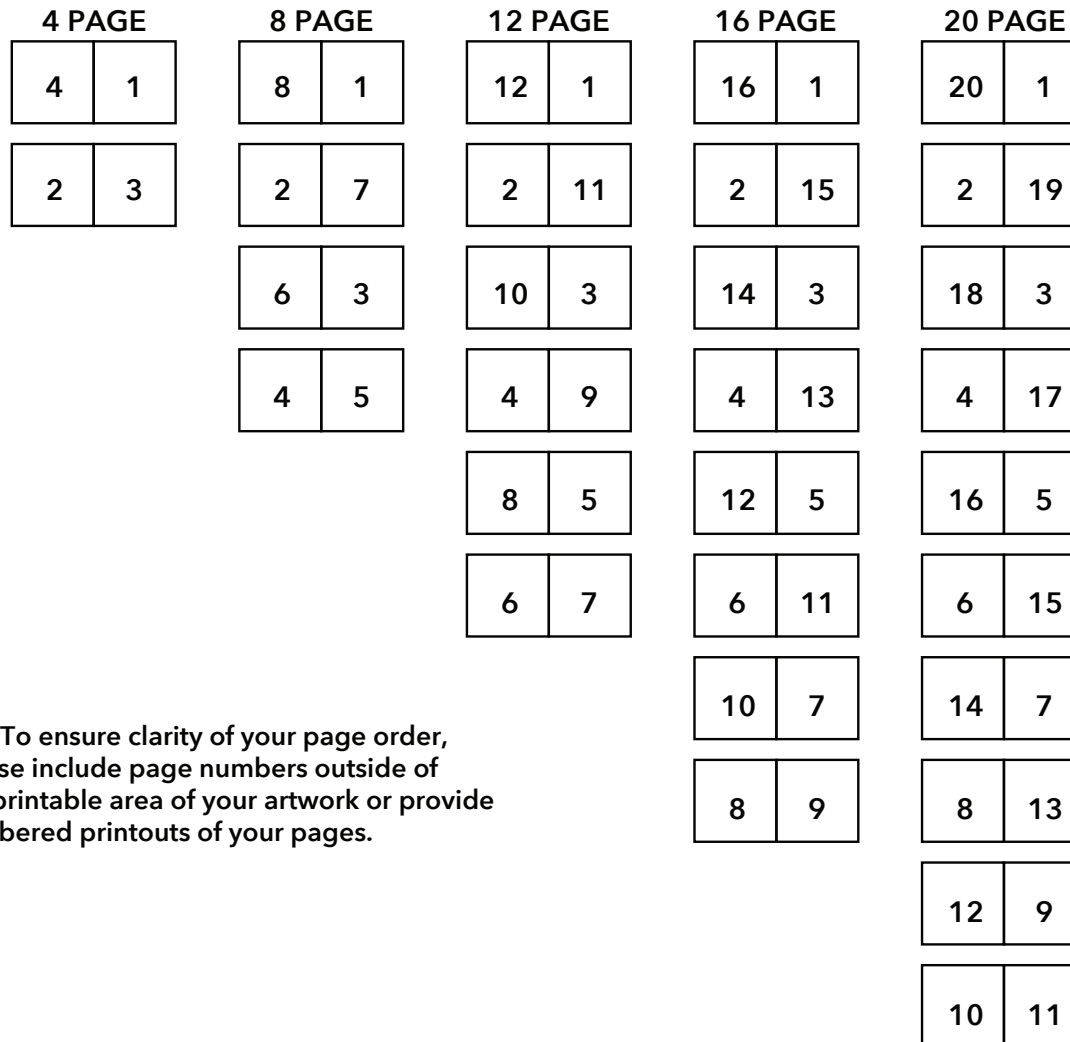 4 PAGE 8 PAGE 12 PAGE 16 PAGE 20 PAGE
4 1 8 1 12 1 16 1 20 1
2 3 2 7 2 11 2 15 2 19
6 3 10 3 14 3 18 3
4 5 4 9 4 13 4 17
8 5 12 5 16 5
6 7 6 11 6 15
10 7 14 7
8 9 8 13
12 9
10 11
To ensure clarity of your page order,
se include page numbers outside of
printable area of your artwork or provide
bered printouts of your pages.